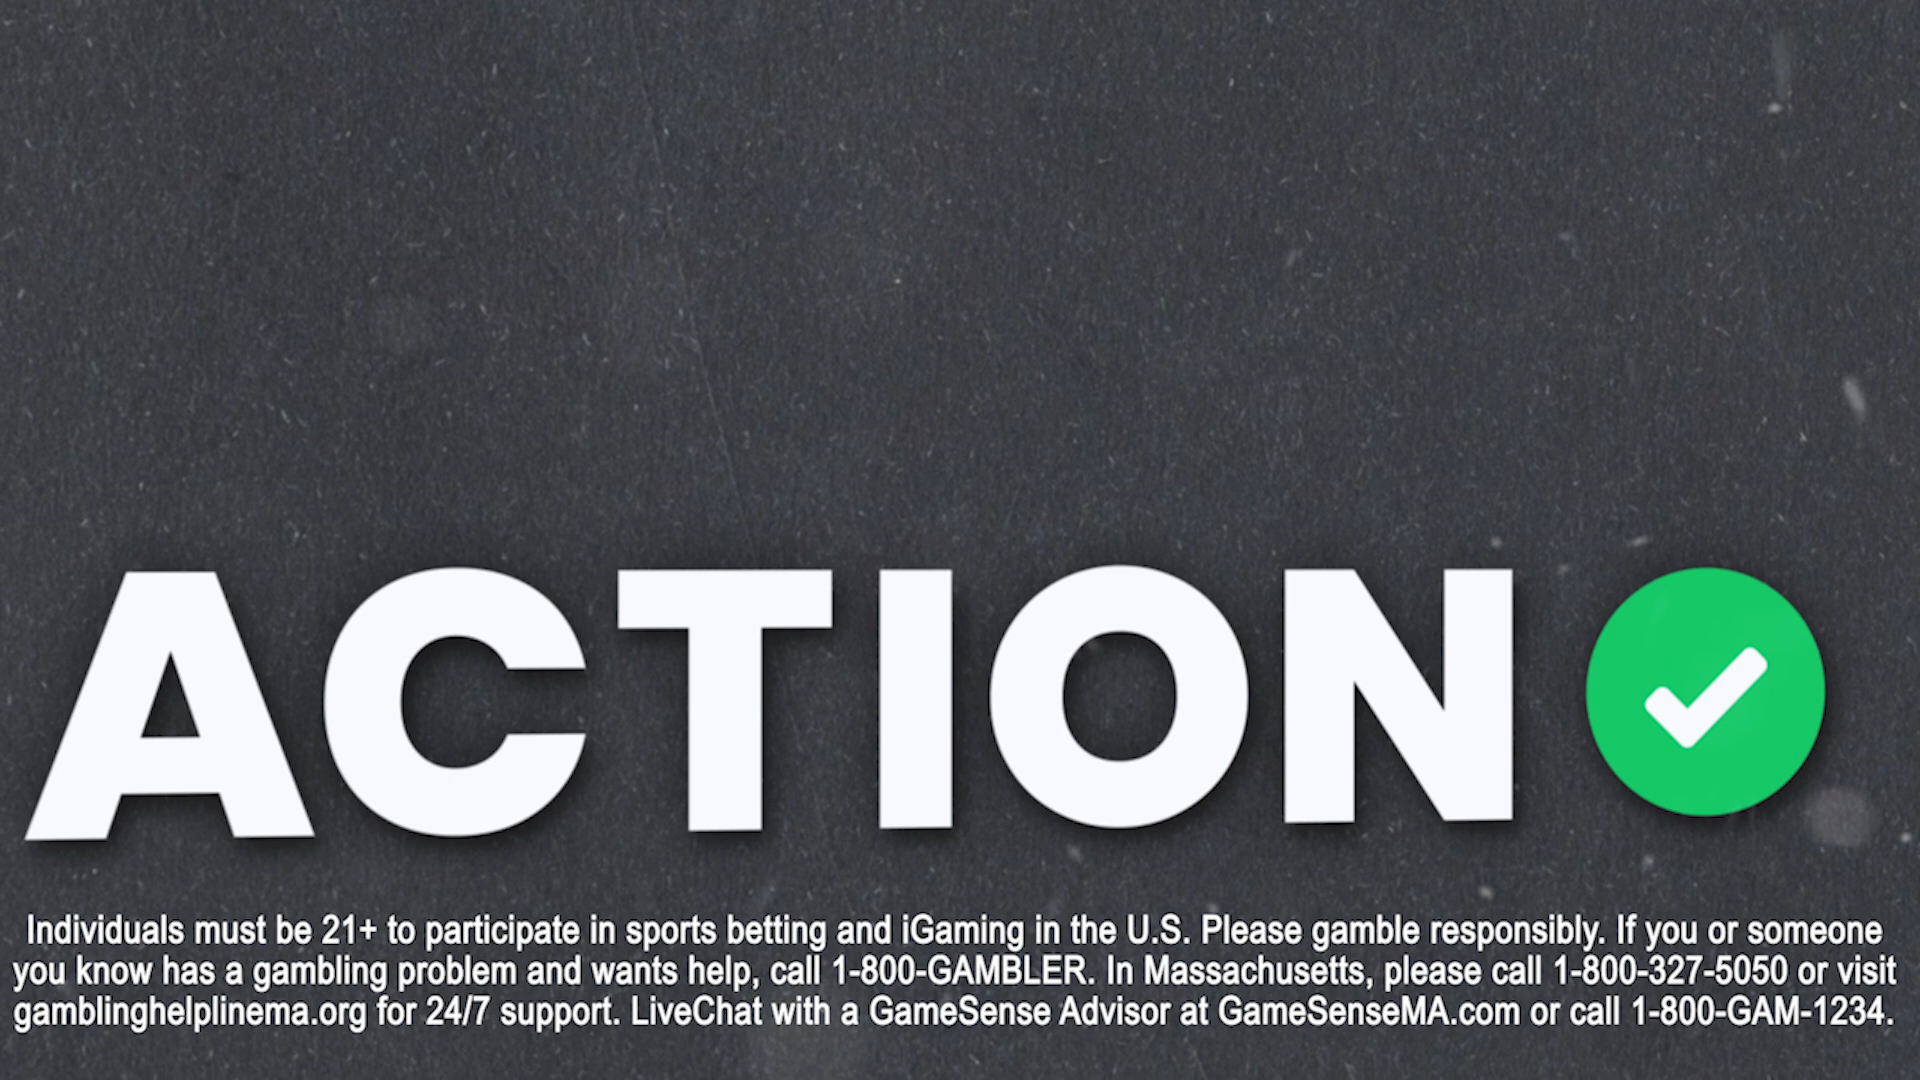 ACTION
Individuals must be 21+ to participate in sports betting and iGaming in the U.S. Please gamble responsibly. If you or someone
you know has a gambling problem and wants help, call 1-800-GAMBLER. In Massachusetts, please call 1-800-327-5050 or visit
gamblinghelplinema.org for 24/7 support. LiveChat with a GameSense Advisor at GameSenseMA.com or call 1-800-GAM-1234.